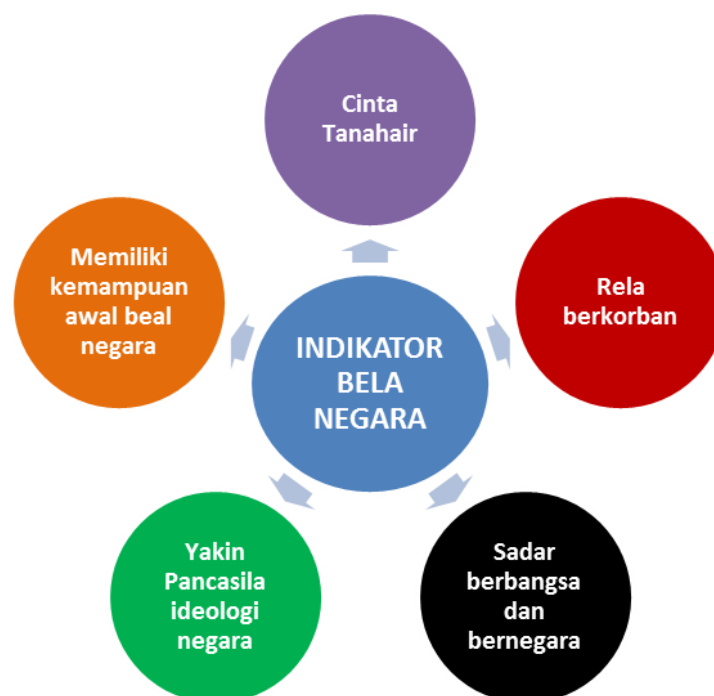 Cinta
Tanahair
Memiliki
kemampuan
awal beal
negara
Rela
berkorban
INDIKATOR
BELA
NEGARA
Yakin
Pancasila
ideologi
negara
Sadar
berbangsa
dan
bernegara